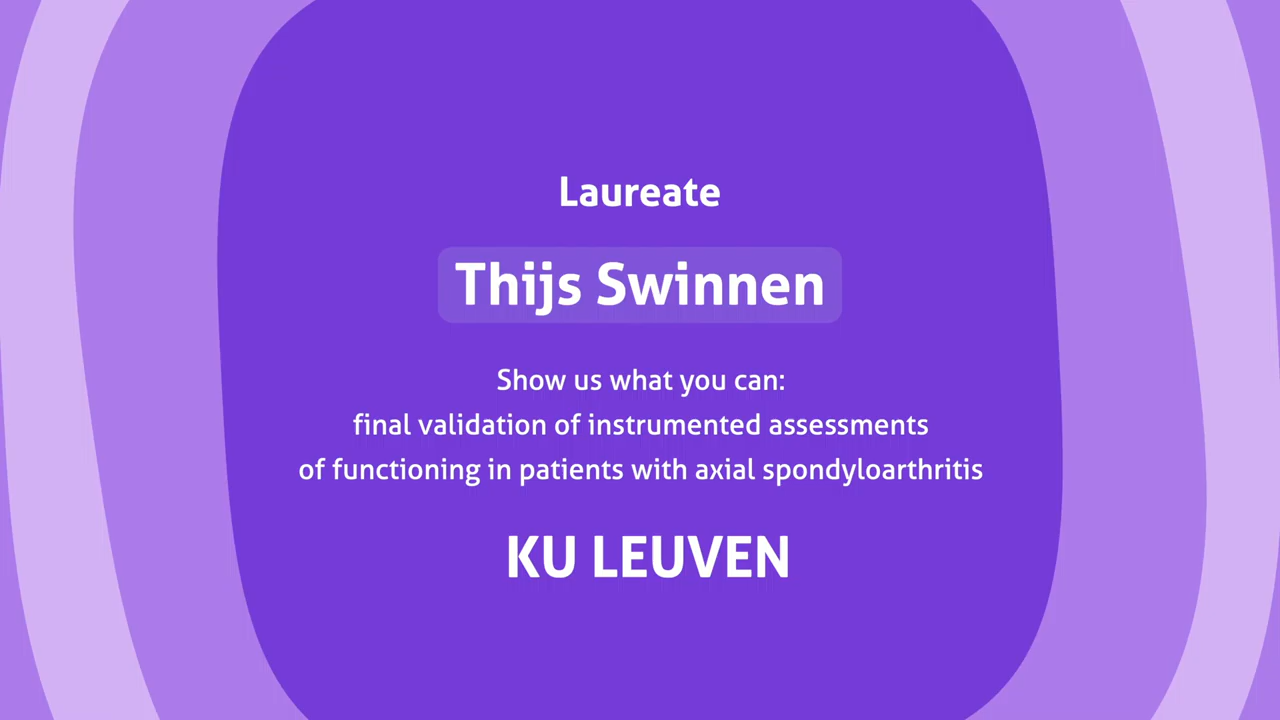 Laureate
Thijs Swinnen
Show us what you can:
final validation of instrumented assessments
of functioning in patients with axial spondyloarthritis
KU LEUVEN